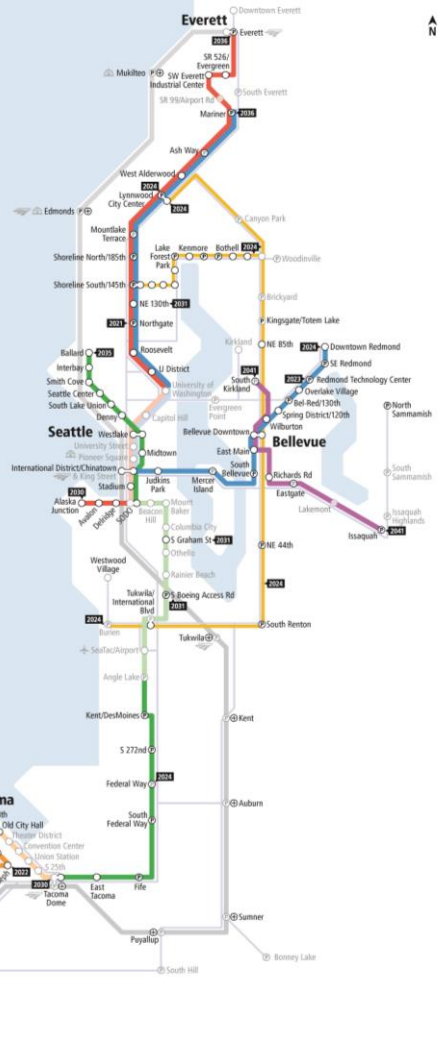 Downtown Everett
Everett
Everett
2036
N
SR 526/
Evergreen
Mukilteo
SW Everett
Industrial Center
SR 99/Airport Rd
South Everett
Mariner
2036
Ash Way
West Alderwood
2024
Lynnwood
City Center
2024
Edmonds
Canyon Park
Mountlake
Terrace
Lake
Forest
Park
Kenmore
Bothell
2024
Shoreline North/185th
Woodinville
Shoreline South/145th
Brickyard
NE 130th
2031
2021
Northgate
Kingsgate/Totem Lake
Ballard
2035
Roosevelt
Kirkland
NE 85th
2024
Downtown Redmond
Interbay
U District
2041
SE Redmond
Smith Cove
South
Kirkland
2023
Redmond Technology Center
Seattle Center
University of
Washington
Overlake Village
South Lake Union
Evergreen
Point
Bel-Red/130th
North
Sammamish
Denny
Capitol Hill
Spring District/120th
Wilburton
Seattle
Westlake
Bellevue Downtown
Bellevue
University Street
East Main
Pioneer Square
Midtown
International District/Chinatown
& King Street
South
Bellevue
Judkins
Park
Mercer
Island
Richards Rd
South
Sammamish
Stadium
Eastgate
2030
Alaska
Junction
Avalon
Delridge
SODO
Beacon
Hill
Mount
Baker
Lakemont
Issaquah
Highlands
Columbia City
Issaquah
2041
S Graham St
2031
NE 44th
Othello
Westwood
Village
Rainier Beach
2024
Tukwila/
International
Blvd
S Boeing Access Rd
2031
2024
South Renton
Burien
Tukwila
SeaTac/Airport
Angle Lake
Kent/DesMoines
Kent
S 272nd
2024
Federal Way
Auburn
South
Federal Way
ma
Old City Hall
Theater District
Convention Center
Union Station
S 25th
2022
2030
Tacoma
Dome
East
Tacoma
Fife
Sumner
Puyallup
Bonney Lake
South Hill